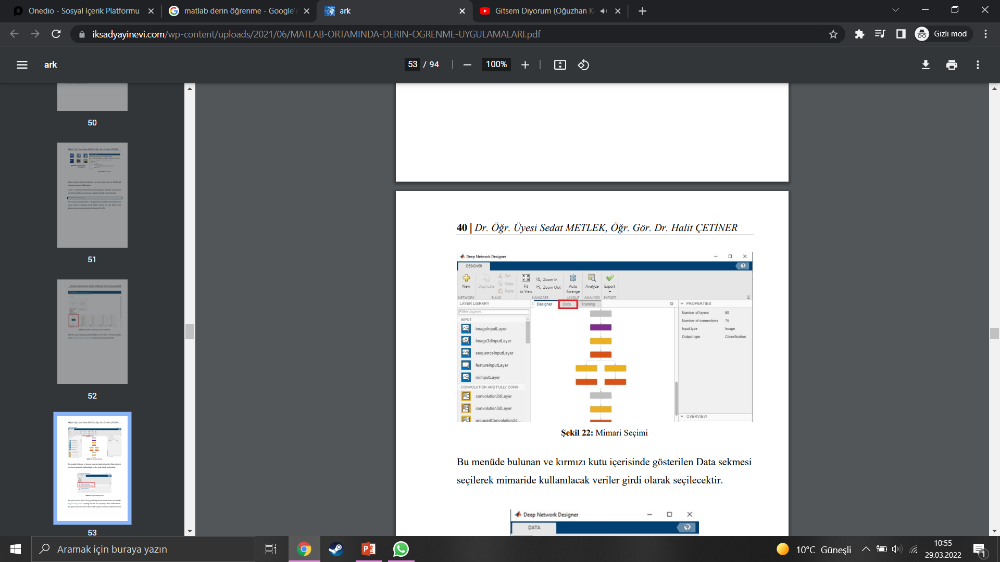 Onedio - Sosyal İçerik Platformu
matlab derin öğrenme - Google'd
ark
Gitsem Diyorum (Oğuzhan K
iksadyayinevi.com/wp-content/uploads/2021/06/MATLAB-ORTAMINDA-DERIN-OGRENME-UYGULAMALARI.pdf
Gizli mod
ark
53 / 94
100%
50
51
52
53
40 | Dr. Öğr. Üyesi Sedat METLEK, Öğr. Gör. Dr. Halit ÇETİNER
Deep Network Designer
DESIGNER
New
Duplicate
Cut
Copy
Paste
Fit
to View
Zoom In
Zoom Out
Auto
Arrange
Analyze
Export
NETWORK
BUILD
NAVIGATE
LAYOUT
ANALYSIS
EXPORT
LAYER LIBRARY
Designer
Data
Training
PROPERTIES
Filter layers...
Number of layers 68
Number of connections 75
Input type Image
Output type Classification
INPUT
imageInputLayer
image3dInputLayer
sequenceInputLayer
featureInputLayer
roiInputLayer
CONVOLUTION AND FULLY CONN...
convolution2dLayer
convolution3dLayer
groupedConvolution2d...
OVERVIEW
Şekil 22: Mimari Seçimi
Bu menüde bulunan ve kırmızı kutu içerisinde gösterilen Data sekmesi
seçilerek mimaride kullanılacak veriler girdi olarak seçilecektir.
Deep Network Designer
DATA
Aramak için buraya yazın
10°C Güneşli
10:55
29.03.2022
1